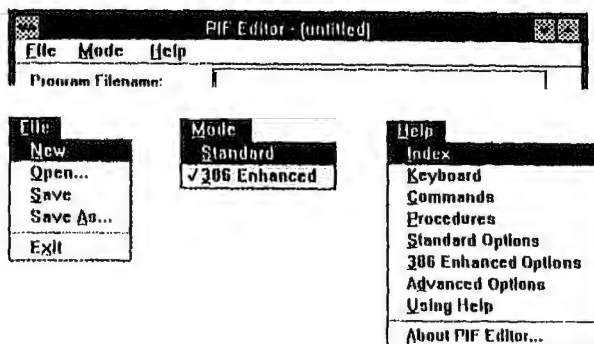 PIF Editor - (untitled)
File Mode Help
Program Filename:
File
New
Open...
Save
Save As...
Exit
Mode
Standard
✓386 Enhanced
Help
Index
Keyboard
Commands
Procedures
Standard Options
386 Enhanced Options
Advanced Options
Using Help
About PIF Editor...